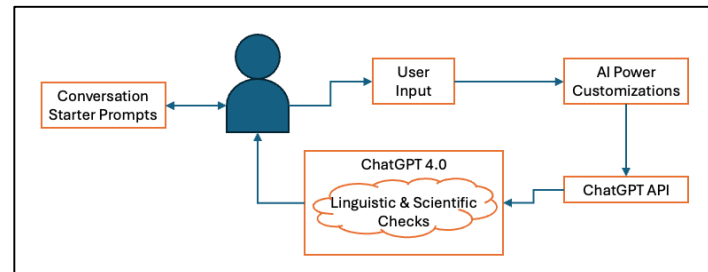 Conversation
Starter Prompts
User
Input
AI Power
Customizations
ChatGPT API
ChatGPT 4.0
Linguistic & Scientific
Checks